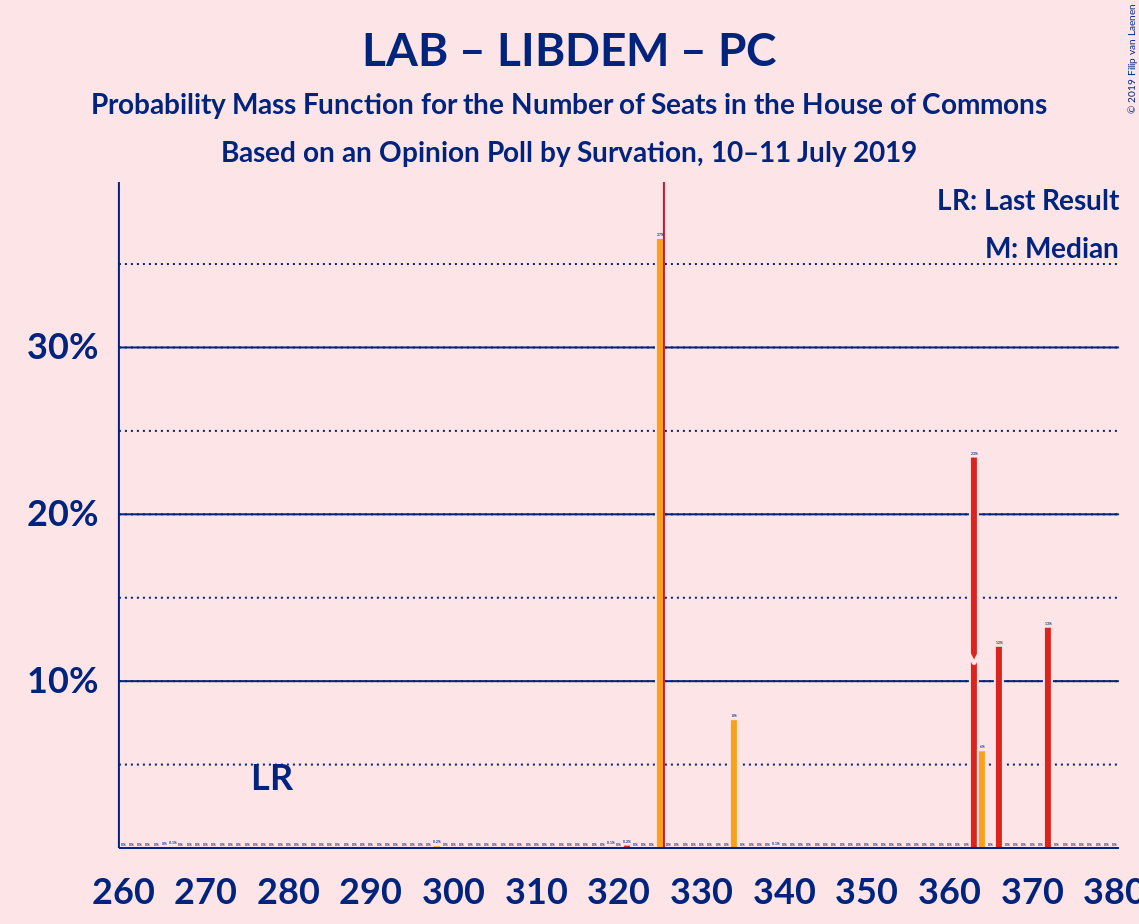 LAB – LIBDEM – PC
Probability Mass Function for the Number of Seats in the House of Commons
Based on an Opinion Poll by Survation, 10–11 July 2019
© 2019 Filip van Laenen
LR: Last Result
M: Median
30%
20%
10%
LR
260 270 280 290 300 310 320 330 340 350 360 370 380